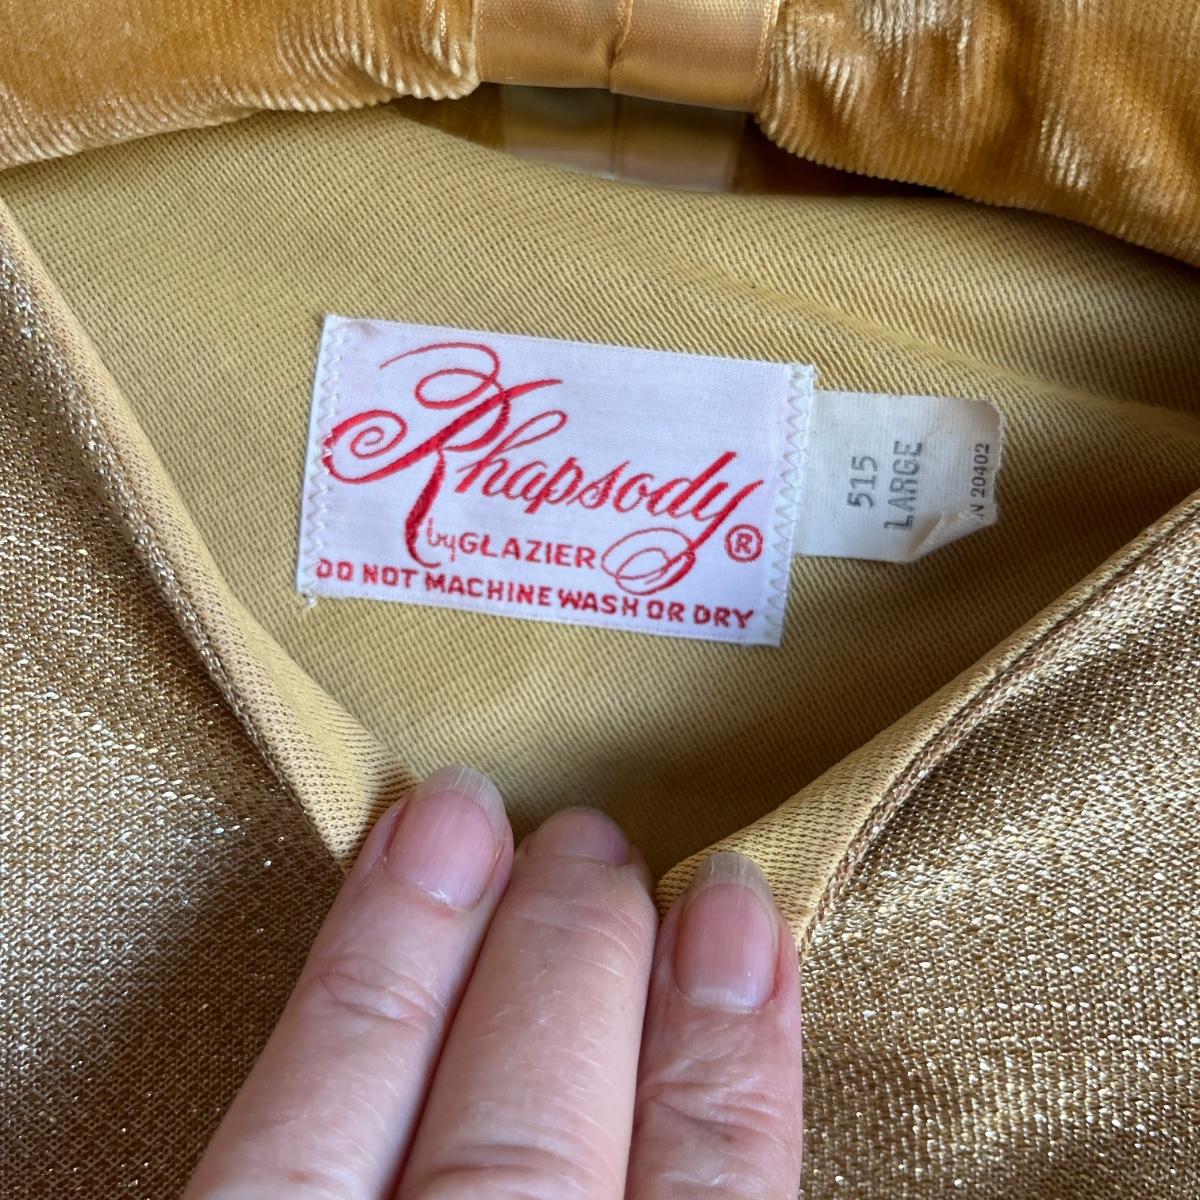 Rhapsody
by GLAZIER ®
DO NOT MACHINE WASH OR DRY
515
LARGE
N 20402